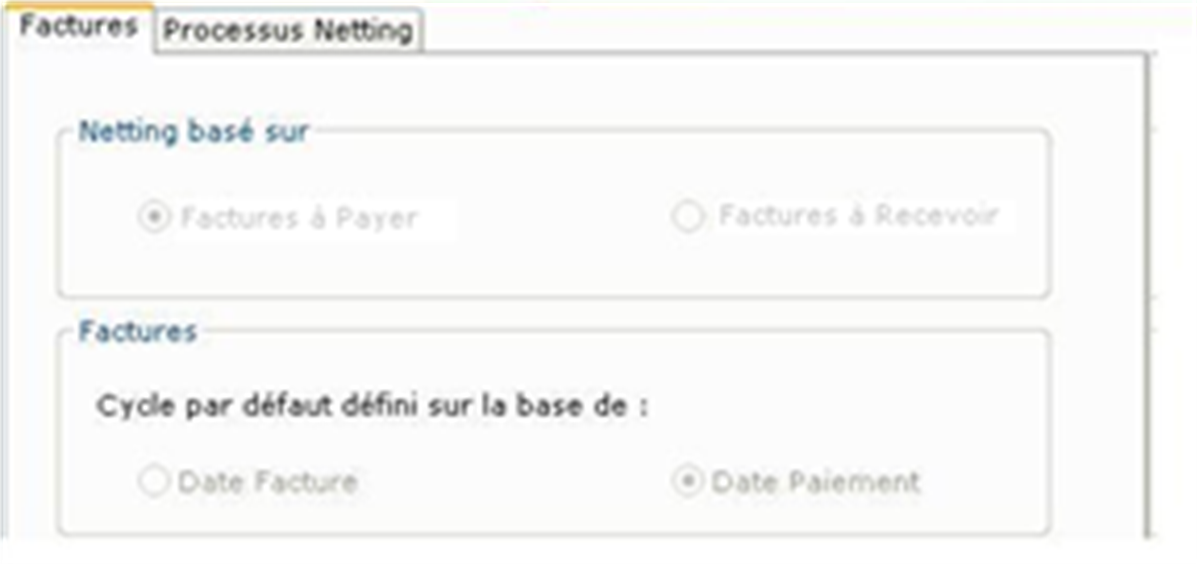 Factures
Processus Netting
Netting basé sur
Factures à Payer
Factures à Recevoir
Factures
Cycle par défaut défini sur la base de :
Date Facture
Date Paiement